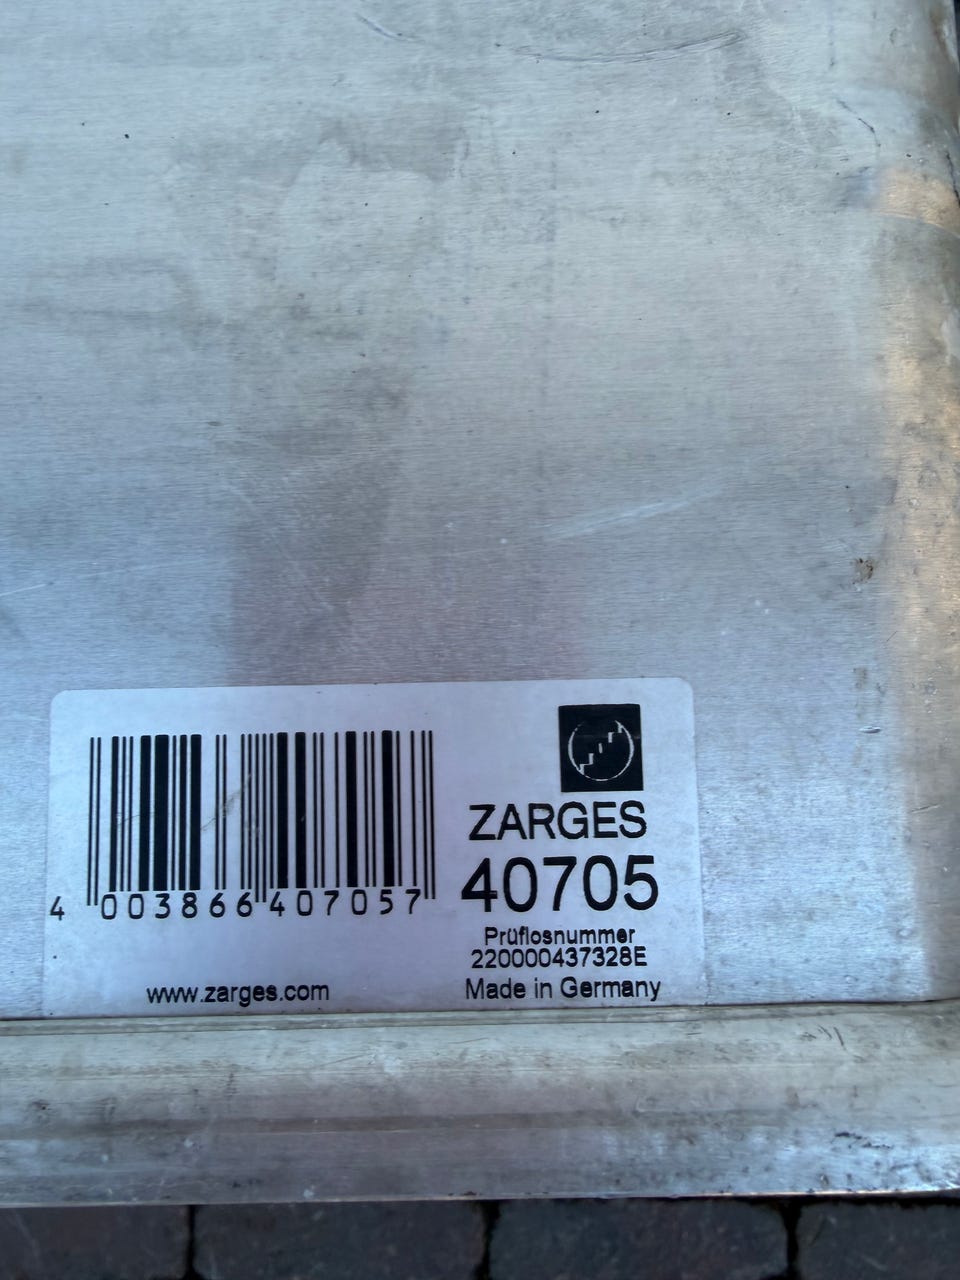 4 003866 407057
www.zarges.com
ZARGES
40705
Prüflosnummer
220000437328E
Made in Germany